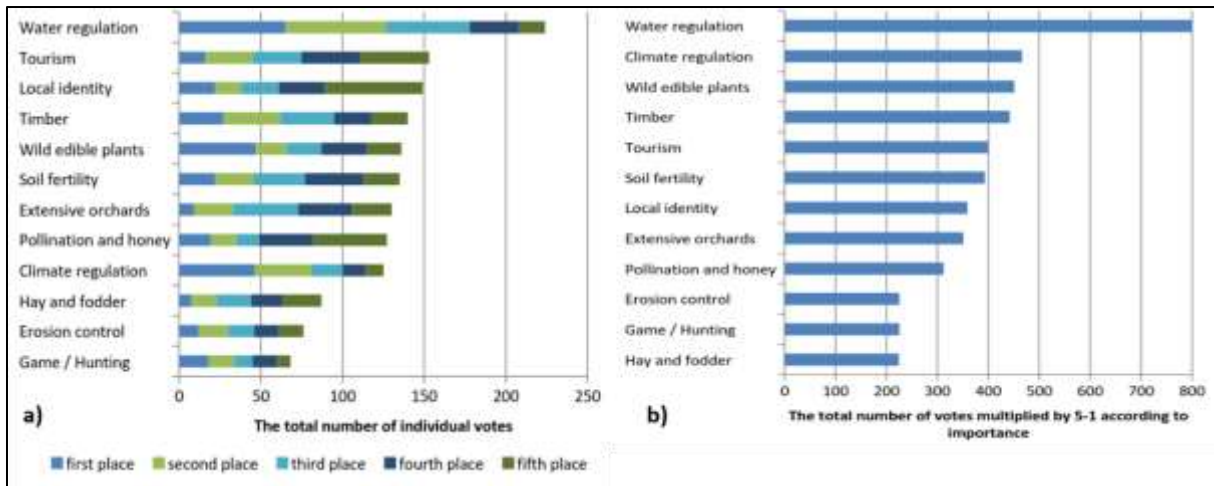 Water regulation
Tourism
Local identity
Timber
Wild edible plants
Soil fertility
Extensive orchards
Pollination and honey
Climate regulation
Hay and fodder
Erosion control
Game / Hunting
0 50 100 150 200 250
a)
The total number of individual votes
first place second place third place fourth place fifth place
Water regulation
Climate regulation
Wild edible plants
Timber
Tourism
Soil fertility
Local identity
Extensive orchards
Pollination and honey
Erosion control
Game / Hunting
Hay and fodder
0 100 200 300 400 500 600 700 800
b)
The total number of votes multiplied by 5-1 according to
importance